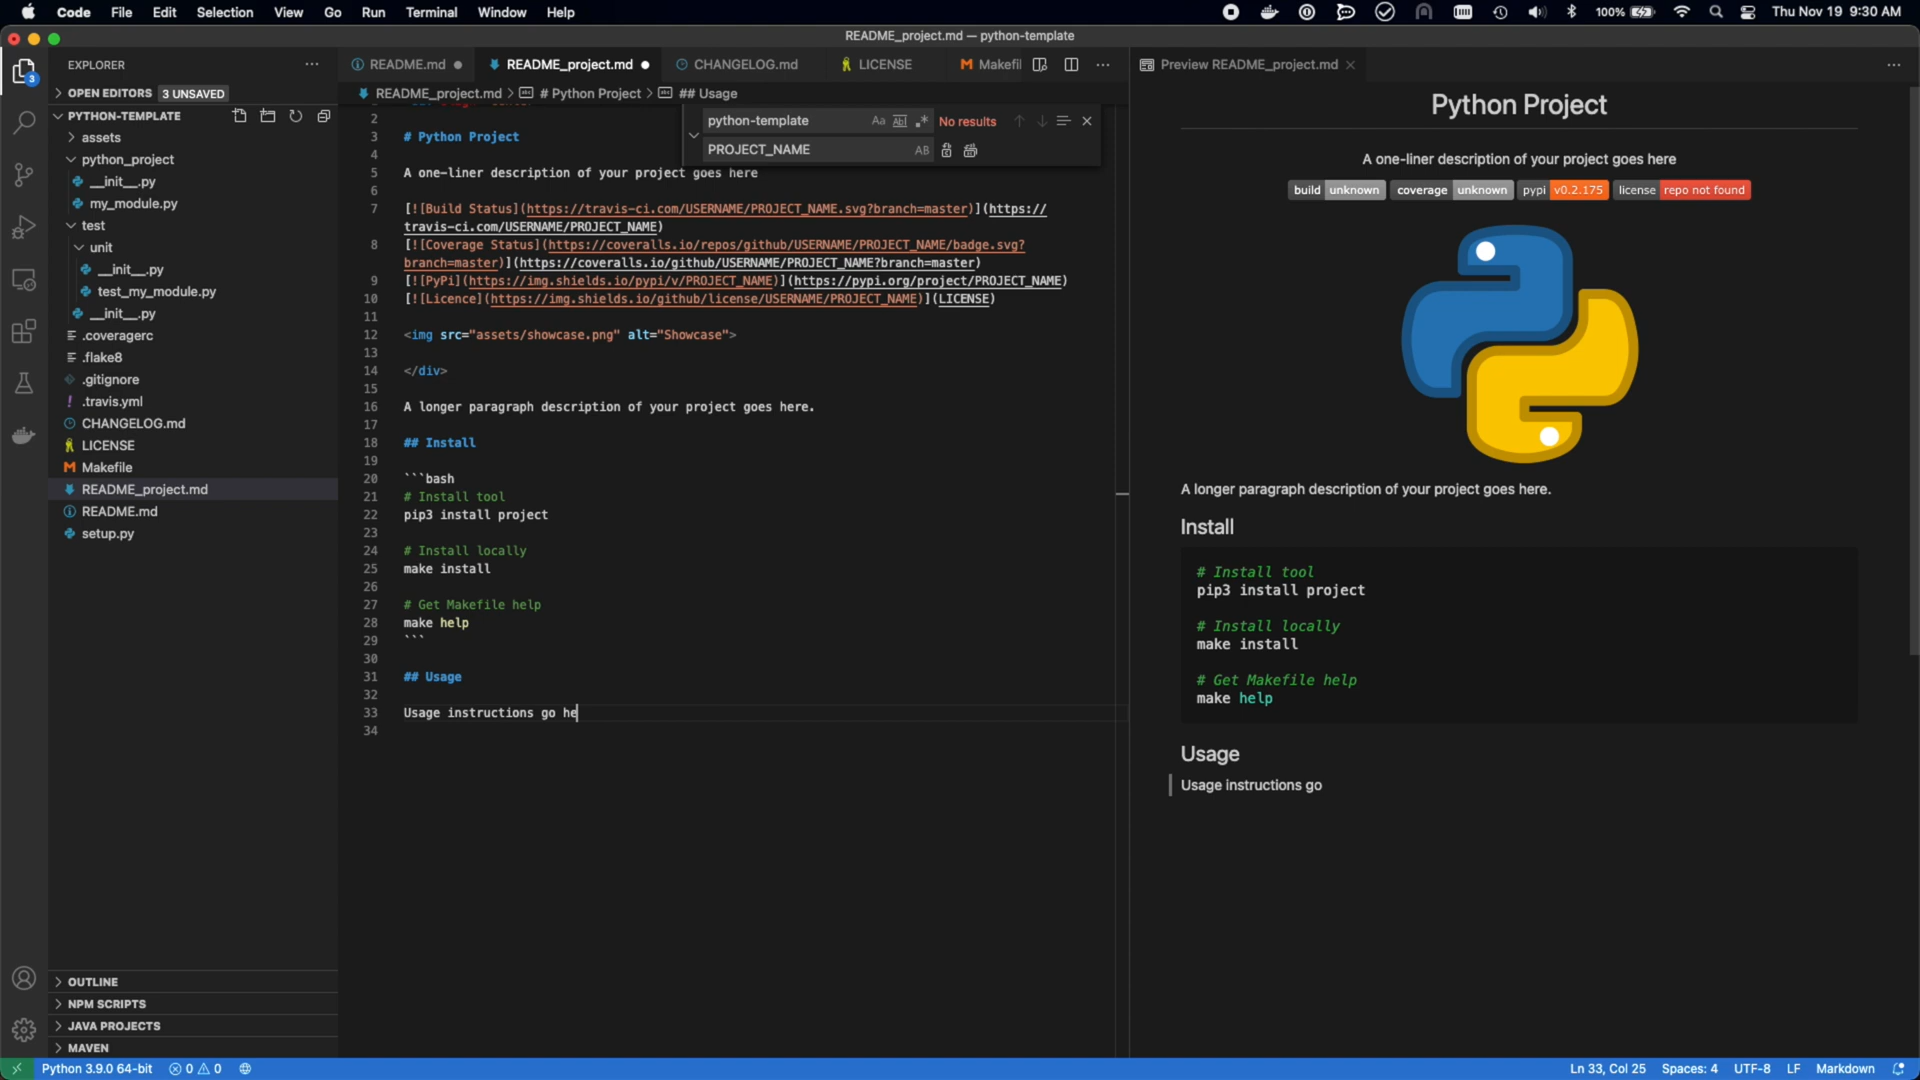 Code File Edit Selection View Go Run Terminal Window Help 100% Thu Nov 19 9:30 AM
README_project.md — python-template
EXPLORER
OPEN EDITORS 3 UNSAVED
PYTHON-TEMPLATE
assets
python_project
__init__.py
my_module.py
test
unit
__init__.py
test_my_module.py
__init__.py
.coveragerc
.flake8
.gitignore
.travis.yml
CHANGELOG.md
LICENSE
Makefile
README_project.md
README.md
setup.py
OUTLINE
NPM SCRIPTS
JAVA PROJECTS
MAVEN
README.md README_project.md CHANGELOG.md LICENSE Makefil
README_project.md > # Python Project > ## Usage
python-template Aa Abl .* No results
PROJECT_NAME AB
2
3 # Python Project
4
5 A one-liner description of your project goes here
6
7 [![Build Status](https://travis-ci.com/USERNAME/PROJECT_NAME.svg?branch=master)](https://
travis-ci.com/USERNAME/PROJECT_NAME)
8 [![Coverage Status](https://coveralls.io/repos/github/USERNAME/PROJECT_NAME/badge.svg?
branch=master)](https://coveralls.io/github/USERNAME/PROJECT_NAME?branch=master)
9 [![PyPi](https://img.shields.io/pypi/v/PROJECT_NAME)](https://pypi.org/project/PROJECT_NAME)
10 [![Licence](https://img.shields.io/github/license/USERNAME/PROJECT_NAME)](LICENSE)
11
12 <img src="assets/showcase.png" alt="Showcase">
13
14 </div>
15
16 A longer paragraph description of your project goes here.
17
18 ## Install
19
20 ```bash
21 # Install tool
22 pip3 install project
23
24 # Install locally
25 make install
26
27 # Get Makefile help
28 make help
29 ```
30
31 ## Usage
32
33 Usage instructions go he
34
Preview README_project.md
Python Project
A one-liner description of your project goes here
build unknown coverage unknown pypi v0.2.175 license repo not found
A longer paragraph description of your project goes here.
Install
# Install tool
pip3 install project
# Install locally
make install
# Get Makefile help
make help
Usage
Usage instructions go
3
Python 3.9.0 64-bit 0 0 Ln 33, Col 25 Spaces: 4 UTF-8 LF Markdown